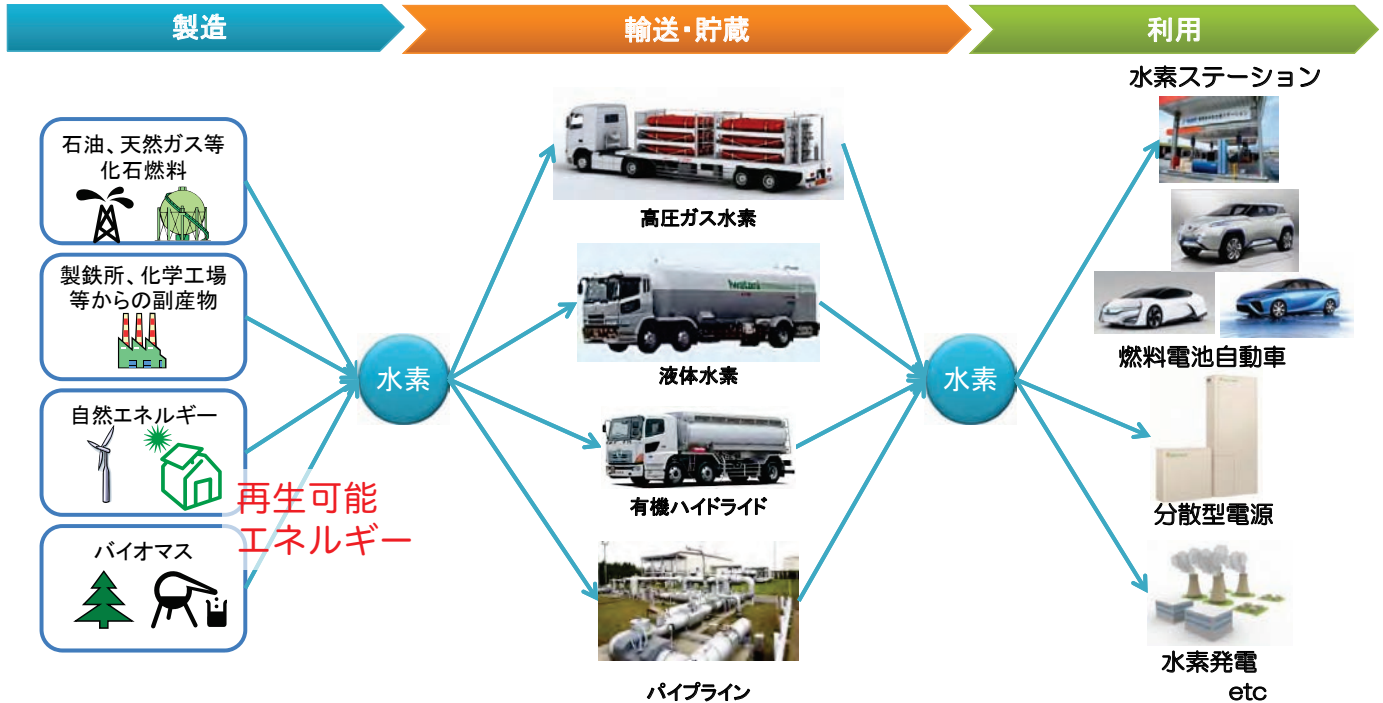 製造
輸送・貯蔵
利用
石油、天然ガス等
化石燃料
製鉄所、化学工場
等からの副産物
自然エネルギー
再生可能
エネルギー
バイオマス
水素
高圧ガス水素
Iwatani
液体水素
有機ハイドライド
パイプライン
水素
水素ステーション
燃料電池自動車
分散型電源
水素発電
etc